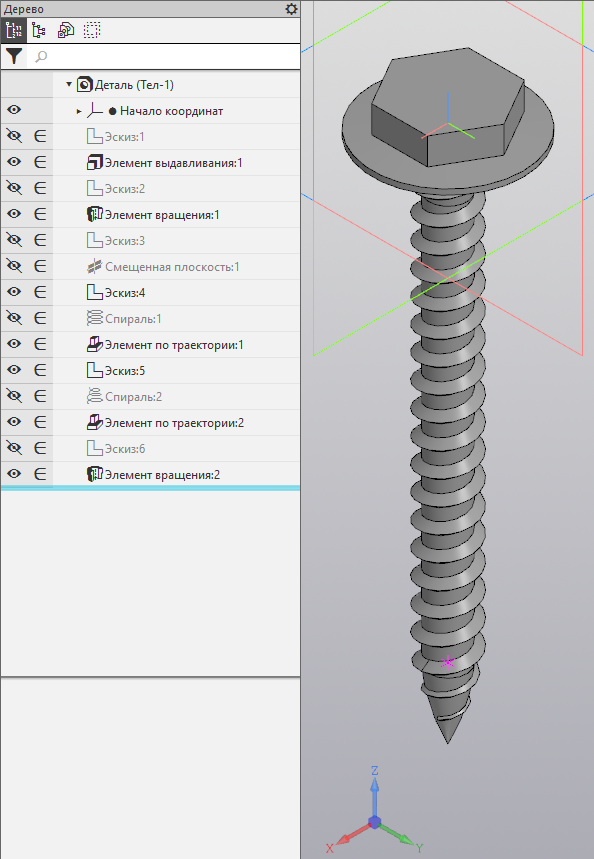 Дерево
Деталь (Тел-1)
Начало координат
Эскиз:1
Элемент выдавливания:1
Эскиз:2
Элемент вращения:1
Эскиз:3
Смещенная плоскость:1
Эскиз:4
Спираль:1
Элемент по траектории:1
Эскиз:5
Спираль:2
Элемент по траектории:2
Эскиз:6
Элемент вращения:2
Z
X
Y